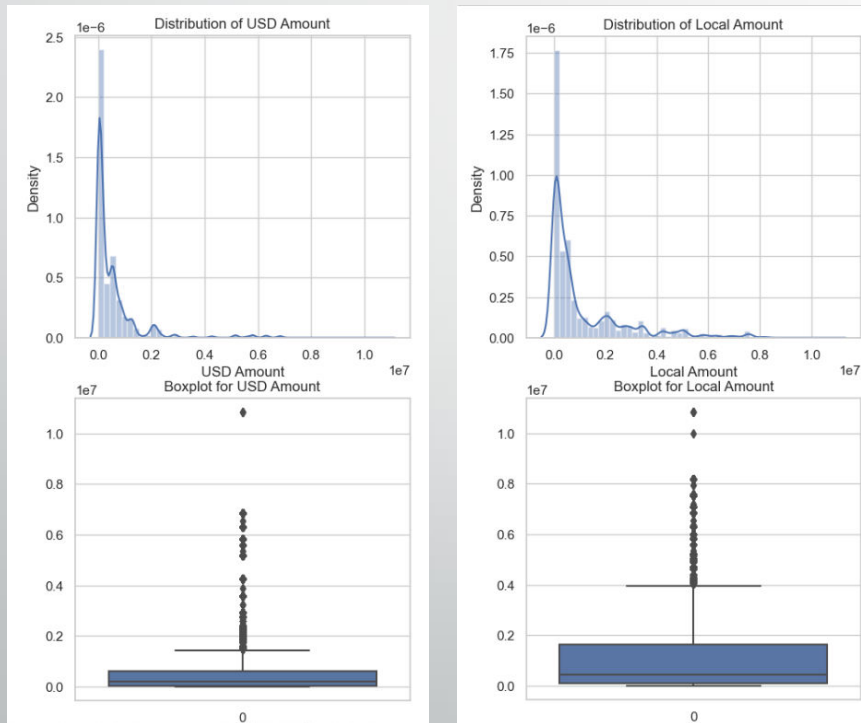 Distribution of USD Amount
1e−6
2.5
2.0
1.5
1.0
0.5
0.0
Density
0.0 0.2 0.4 0.6 0.8 1.0
USD Amount
1e7
Boxplot for USD Amount
1e7
1.0
0.8
0.6
0.4
0.2
0.0
0
Distribution of Local Amount
1e−6
1.75
1.50
1.25
1.00
0.75
0.50
0.25
0.00
Density
0.0 0.2 0.4 0.6 0.8 1.0
Local Amount
1e7
Boxplot for Local Amount
1e7
1.0
0.8
0.6
0.4
0.2
0.0
0